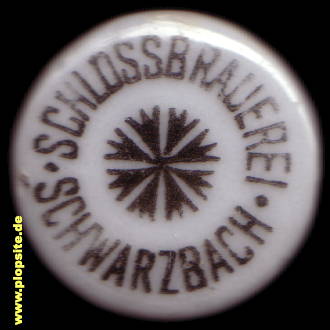 SCHLOSSBRAUEREI
• SCHWARZBACH •
www.plopsite.de